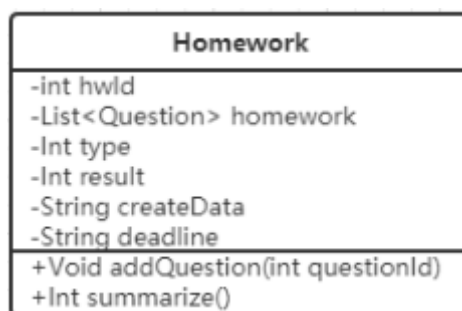 Homework
-int hwId
-List<Question> homework
-Int type
-Int result
-String createData
-String deadline
+Void addQuestion(int questionId)
+Int summarize()